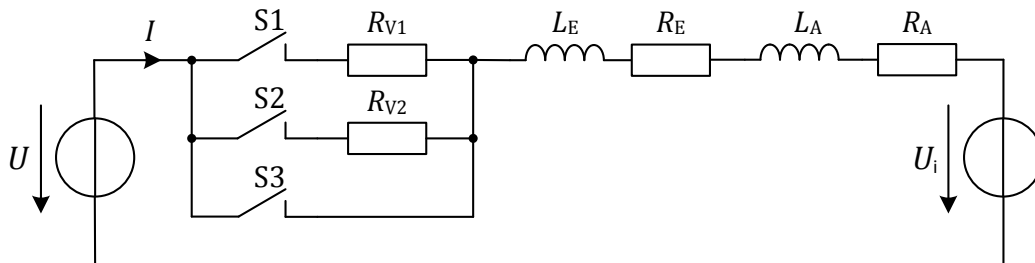 I
S1
R_V1
L_E
R_E
L_A
R_A
S2
R_V2
U
U_i
S3